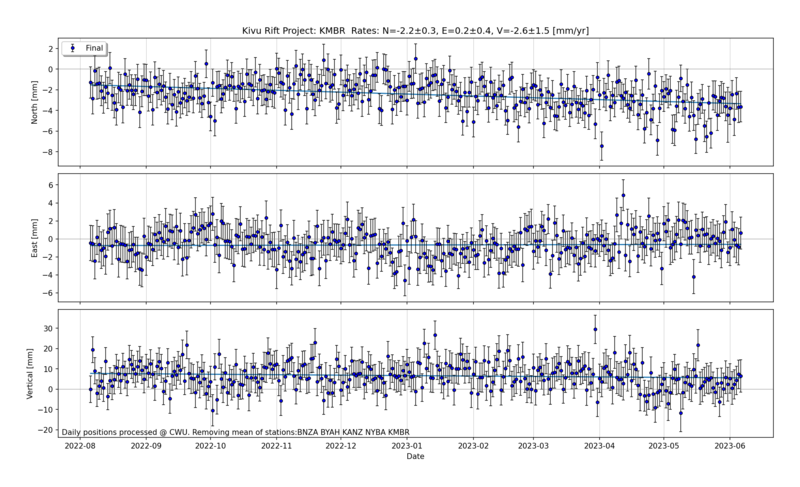 Kivu Rift Project: KMBR  Rates: N=-2.2±0.3, E=0.2±0.4, V=-2.6±1.5 [mm/yr]
Final
North [mm]
2
0
−2
−4
−6
−8
East [mm]
6
4
2
0
−2
−4
−6
Vertical [mm]
30
20
10
0
−10
−20
Daily positions processed @ CWU. Removing mean of stations:BNZA BYAH KANZ NYBA KMBR
2022-08 2022-09 2022-10 2022-11 2022-12 2023-01 2023-02 2023-03 2023-04 2023-05 2023-06
Date